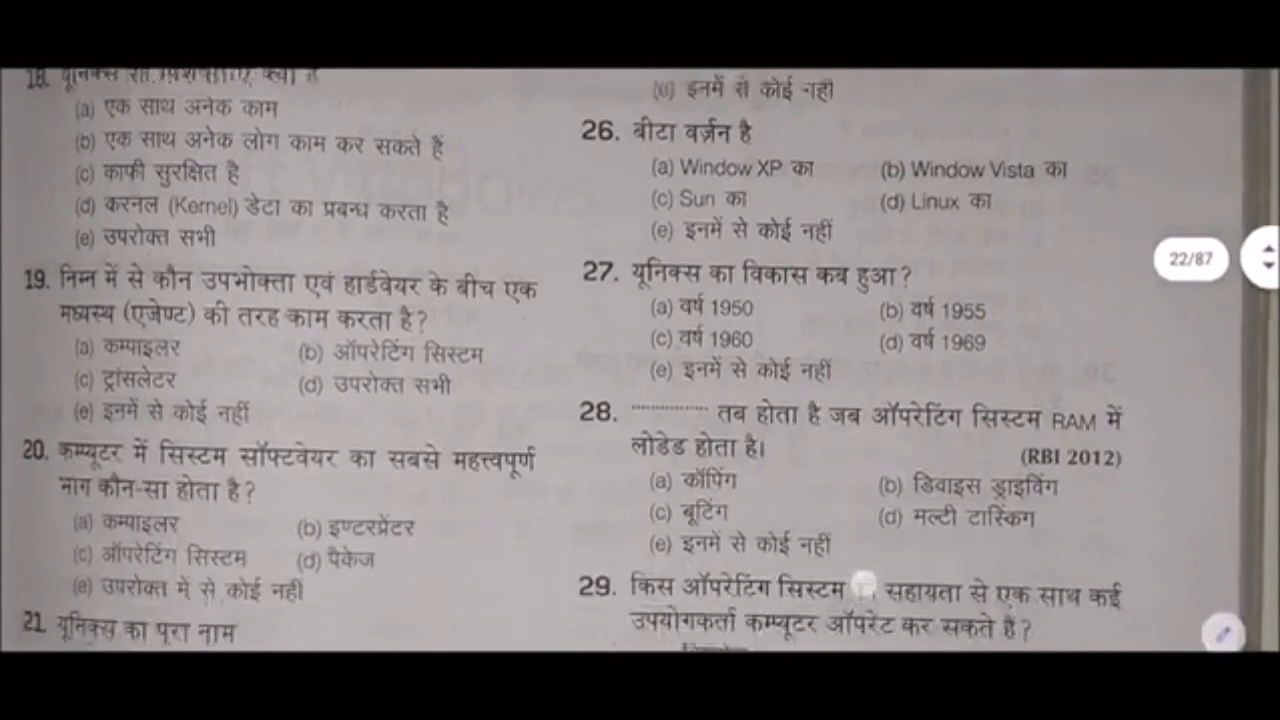 18. यूनिक्स की विशेषताएँ क्या है
(a) एक साथ अनेक काम
(b) एक साथ अनेक लोग काम कर सकते हैं
(c) काफी सुरक्षित है
(d) करनल (Kernel) डेटा का प्रबन्ध करता है
(e) उपरोक्त सभी
19. निम्न में से कौन उपभोक्ता एवं हार्डवेयर के बीच एक
मध्यस्थ (एजेण्ट) की तरह काम करता है?
(a) कम्पाइलर (b) ऑपरेटिंग सिस्टम
(c) ट्रांसलेटर (d) उपरोक्त सभी
(e) इनमें से कोई नहीं
20. कम्प्यूटर में सिस्टम सॉफ्टवेयर का सबसे महत्त्वपूर्ण
भाग कौन-सा होता है?
(a) कम्पाइलर (b) इण्टरप्रेंटर
(c) ऑपरेटिंग सिस्टम (d) पैकेज
(e) उपरोक्त में से कोई नहीं
21. यूनिक्स का पूरा नाम
(e) इनमें से कोई नहीं
26. बीटा वर्ज़न है
(a) Window XP का (b) Window Vista का
(c) Sun का (d) Linux का
(e) इनमें से कोई नहीं
27. यूनिक्स का विकास कब हुआ?
(a) वर्ष 1950 (b) वर्ष 1955
(c) वर्ष 1960 (d) वर्ष 1969
(e) इनमें से कोई नहीं
28. ............... तब होता है जब ऑपरेटिंग सिस्टम RAM में
लोडेड होता है। (RBI 2012)
(a) कॉपिंग (b) डिवाइस ड्राइविंग
(c) बूटिंग (d) मल्टी टास्किंग
(e) इनमें से कोई नहीं
29. किस ऑपरेटिंग सिस्टम सहायता से एक साथ कई
उपयोगकर्ता कम्प्यूटर ऑपरेट कर सकते है?
22/87